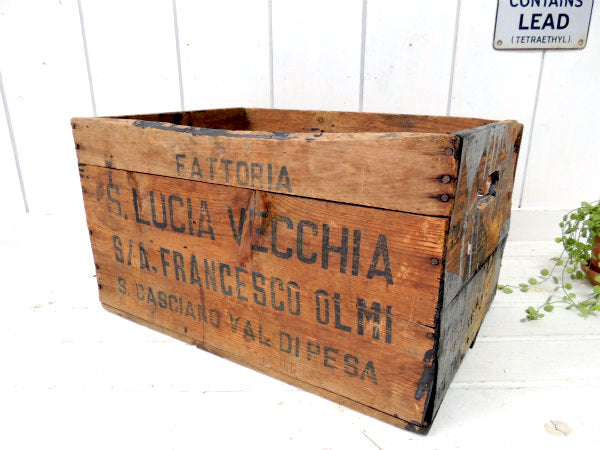 CONTAINS
LEAD
(TETRAETHYL)
FATTORIA
S. LUCIA VECCHIA
S/A. FRANCESCO OLMI
S. CASCIANO VAL DI PESA